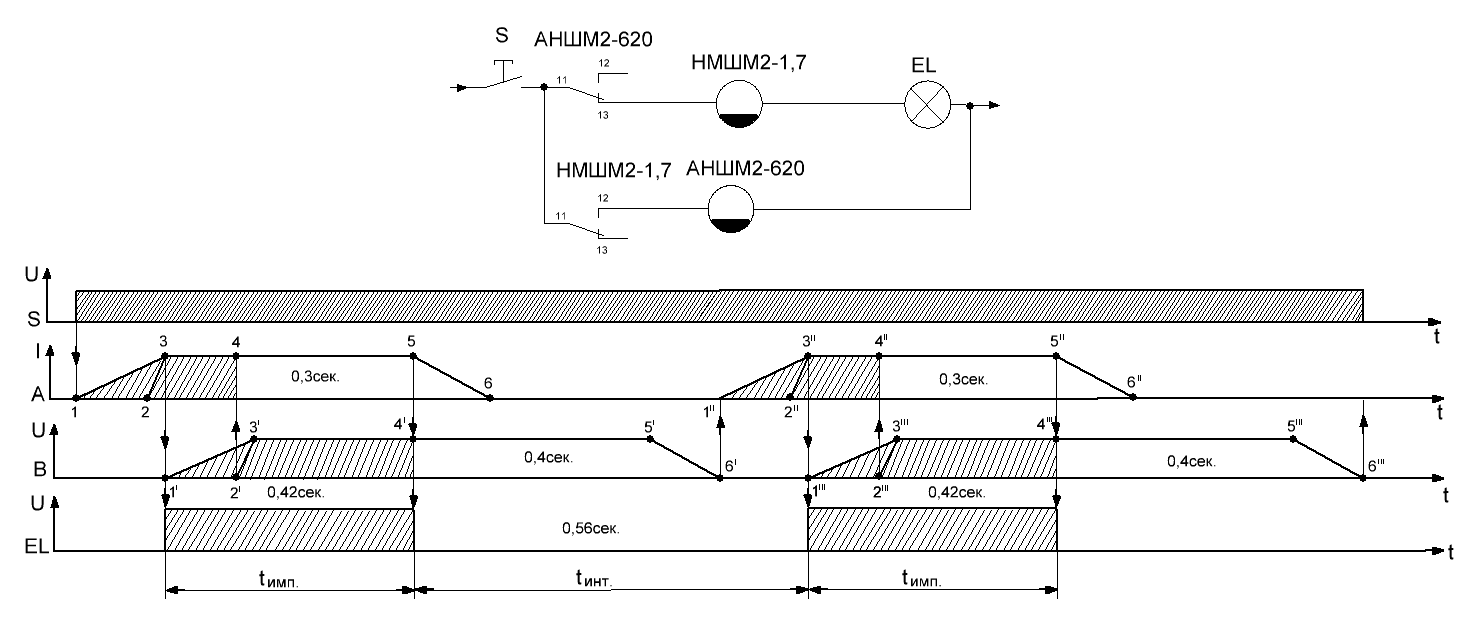 S АНШМ2-620
12 НМШМ2-1,7 EL
11
13
НМШМ2-1,7 АНШМ2-620
12
11
13
U
S t
I 3 4 5 3'' 4'' 5''
0,3сек. 0,3сек.
6 6''
A 1 2 1'' 2'' t
U 3' 4' 5' 3''' 4''' 5'''
0,4сек. 0,4сек.
6' 6'''
B
1' 2' 0,42сек. 1''' 2''' 0,42сек. t
U
0,56сек.
EL t
tимп. tинт. tимп.